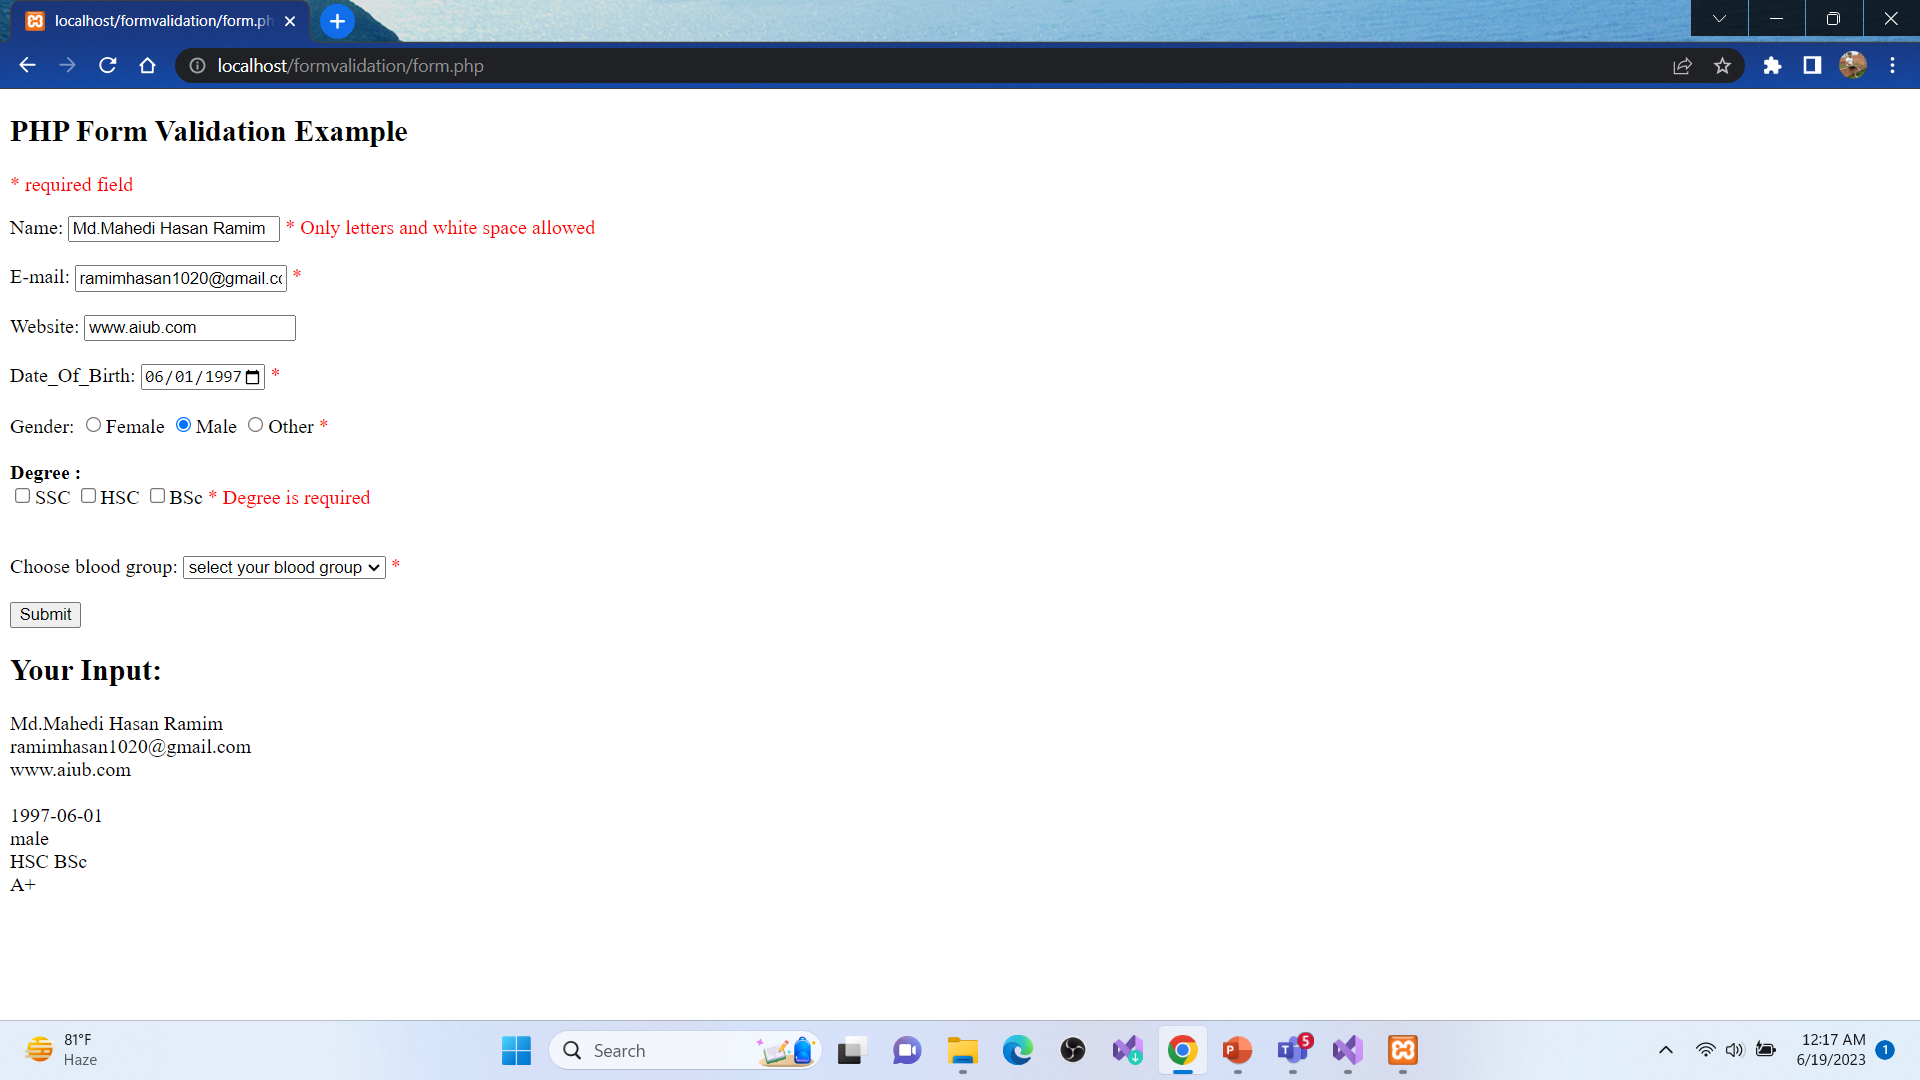 localhost/formvalidation/form.ph
localhost/formvalidation/form.php
PHP Form Validation Example
* required field
Name: Md.Mahedi Hasan Ramim * Only letters and white space allowed
E-mail: ramimhasan1020@gmail.co *
Website: www.aiub.com
Date_Of_Birth: 06/01/1997 *
Gender: Female Male Other *
Degree :
SSC HSC BSc * Degree is required
Choose blood group: select your blood group *
Submit
Your Input:
Md.Mahedi Hasan Ramim
ramimhasan1020@gmail.com
www.aiub.com
1997-06-01
male
HSC BSc
A+
81°F
Haze
Search
5
12:17 AM
6/19/2023
1